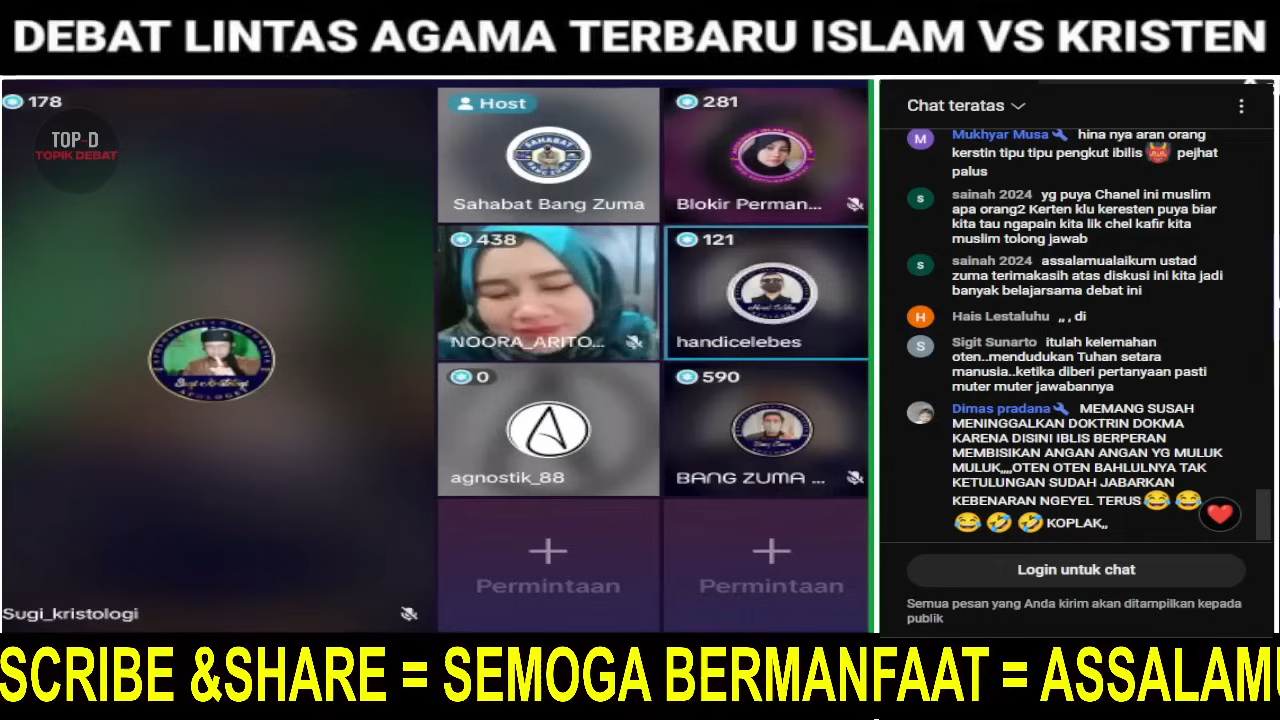 DEBAT LINTAS AGAMA TERBARU ISLAM VS KRISTEN
178
TOP-D
TOPIK DEBAT
Sugi_kristologi
Host
SAHABAT
BANG ZUMA
Sahabat Bang Zuma
281
Blokir Perman...
438
NOORA_ARITO...
121
handicelebes
0
agnostik_88
590
BANG ZUMA ...
Permintaan
Permintaan
Sugi_kristologi
Chat teratas
M
Mukhyar Musa hina nya aran orang
kerstin tipu tipu pengkut ibilis 👹 pejhat
palus
s
sainah 2024 yg puya Chanel ini muslim
apa orang2 Kerten klu keresten puya biar
kita tau ngapain kita lik chel kafir kita
muslim tolong jawab
s
sainah 2024 assalamualaikum ustad
zuma terimakasih atas diskusi ini kita jadi
banyak belajarsama debat ini
H
Hais Lestaluhu ,, , di
S
Sigit Sunarto itulah kelemahan
oten..mendudukan Tuhan setara
manusia..ketika diberi pertanyaan pasti
muter muter jawabannya
Dimas pradana MEMANG SUSAH
MENINGGALKAN DOKTRIN DOKMA
KARENA DISINI IBLIS BERPERAN
MEMBISIKAN ANGAN ANGAN YG MULUK
MULUK,,,,OTEN OTEN BAHLULNYA TAK
KETULUNGAN SUDAH JABARKAN
KEBENARAN NGEYEL TERUS😂😂
😂🤣🤣KOPLAK,,
Login untuk chat
Semua pesan yang Anda kirim akan ditampilkan kepada
publik
SCRIBE &SHARE = SEMOGA BERMANFAAT = ASSALAMU